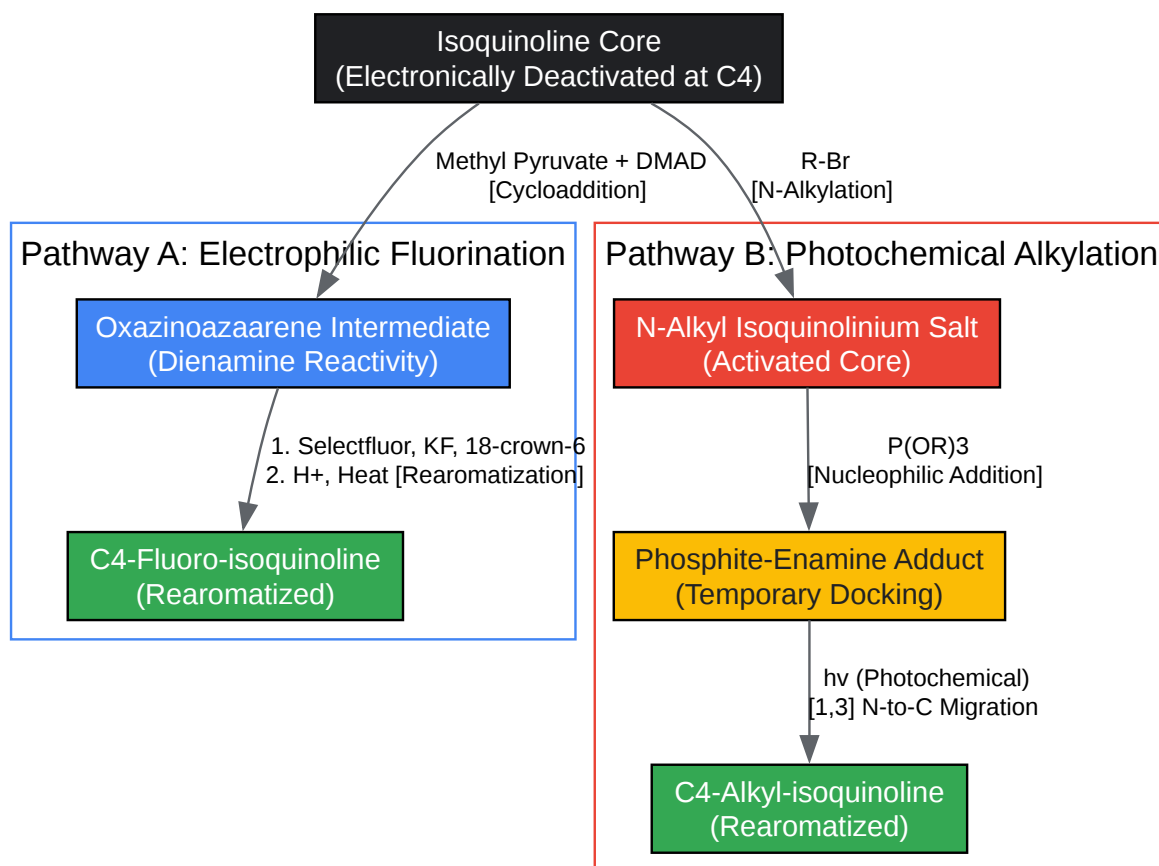 Isoquinoline Core
(Electronically Deactivated at C4)
Methyl Pyruvate + DMAD
[Cycloaddition]
R-Br
[N-Alkylation]
Pathway A: Electrophilic Fluorination
Oxazinoazaarene Intermediate
(Dienamine Reactivity)
1. Selectfluor, KF, 18-crown-6
2. H+, Heat [Rearomatization]
C4-Fluoro-isoquinoline
(Rearomatized)
Pathway B: Photochemical Alkylation
N-Alkyl Isoquinolinium Salt
(Activated Core)
P(OR)3
[Nucleophilic Addition]
Phosphite-Enamine Adduct
(Temporary Docking)
hv (Photochemical)
[1,3] N-to-C Migration
C4-Alkyl-isoquinoline
(Rearomatized)